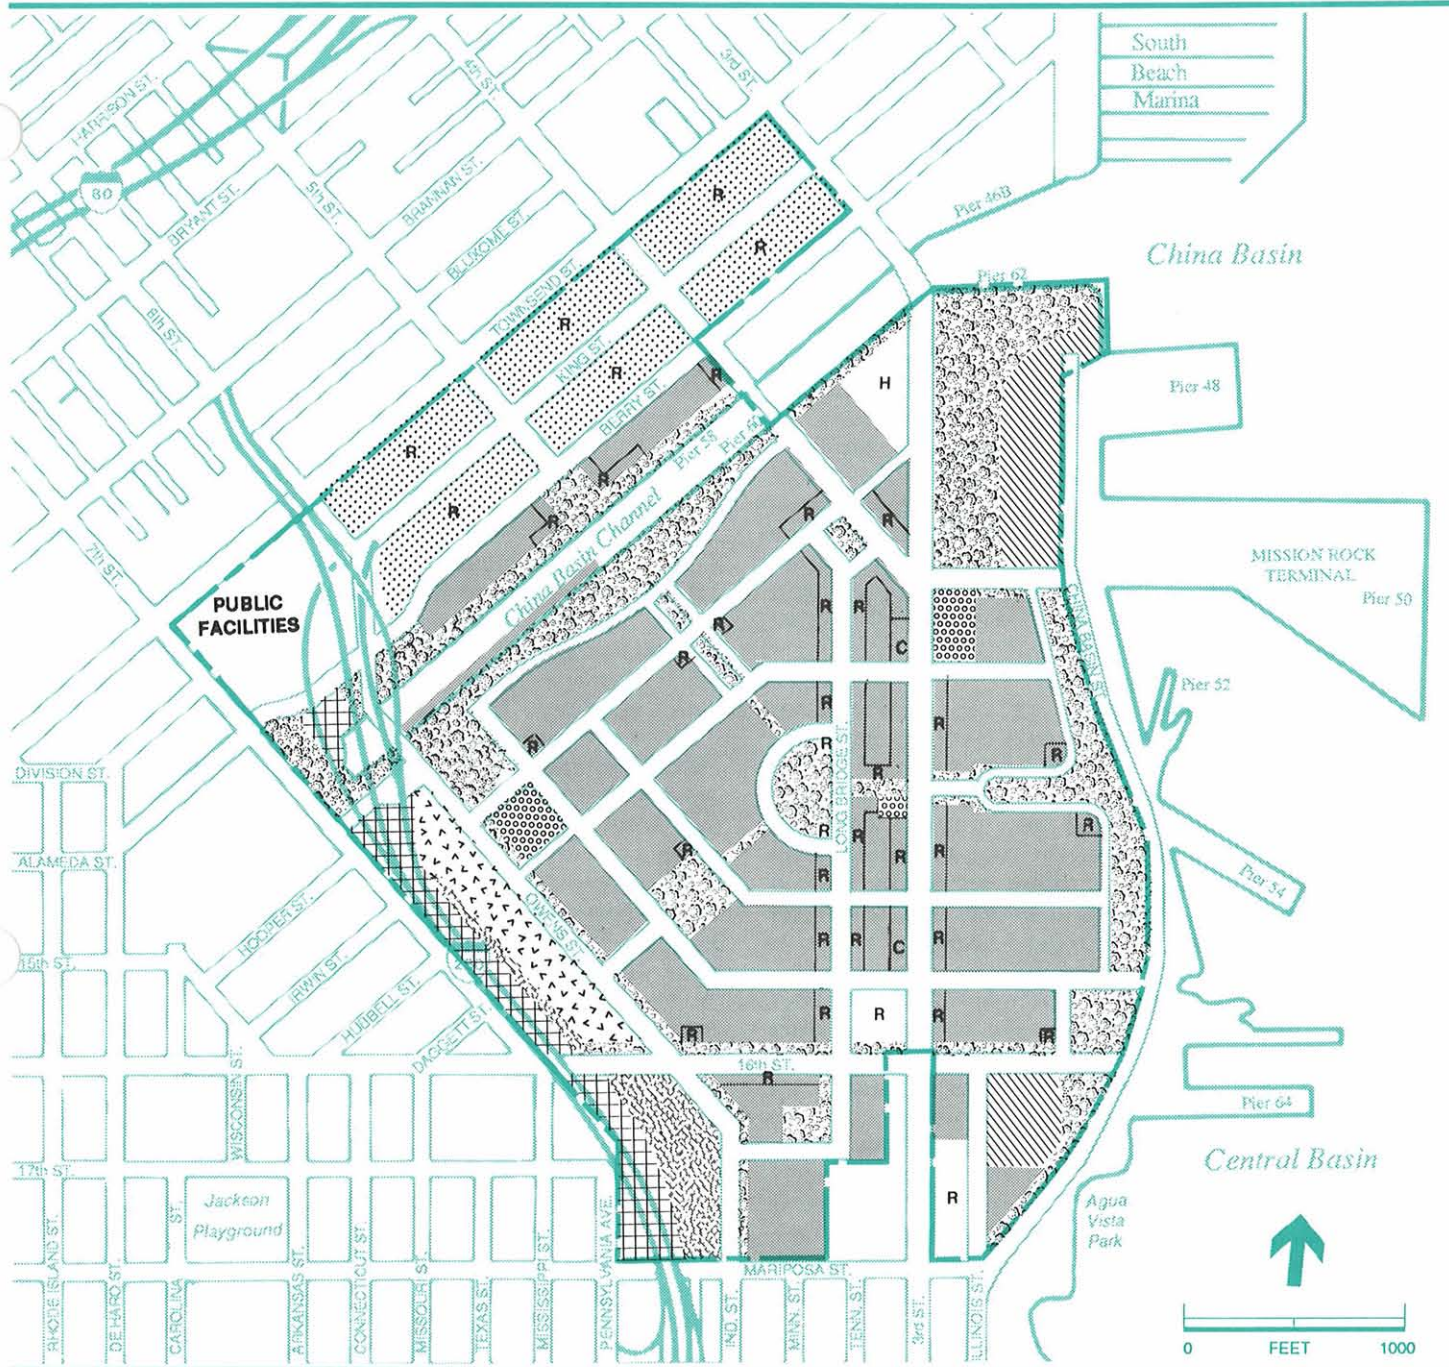 South
Beach
Marina
HARRISON ST.
4th ST.
3rd ST.
80
BRYANT ST.
5th ST.
BRANNAN ST.
BLUXOME ST.
6th ST.
TOWNSEND ST.
Pier 46B
China Basin
Pier 62
R
R
R
KING ST.
R
R
BERRY ST.
R
H
Pier 48
R
R
R
Pier 58
China Basin Channel
R
R
7th ST.
PUBLIC
FACILITIES
MISSION ROCK
TERMINAL
Pier 50
CHINA BASIN ST.
R
R
R
R
C
Pier 52
R
R
R
R
R
R
LONG BRIDGE ST.
R
DIVISION ST.
R
R
R
R
R
R
R
ALAMEDA ST.
Pier 54
OWENS ST.
HOOPER ST.
IRWIN ST.
HUBBELL ST.
DAGGETT ST.
15th ST.
R
R
C
R
R
R
R
R
R
16th ST.
R
WISCONSIN ST.
Pier 64
Central Basin
17th ST.
Jackson
Playground
R
Agua
Vista
Park
MARIPOSA ST.
RHODE ISLAND ST.
DE HARO ST.
CAROLINA ST.
ARKANSAS ST.
CONNECTICUT ST.
MISSOURI ST.
TEXAS ST.
MISSISSIPPI ST.
PENNSYLVANIA AVE.
IND. ST.
MINN. ST.
TENN. ST.
3rd ST.
ILLINOIS ST.
0 FEET 1000